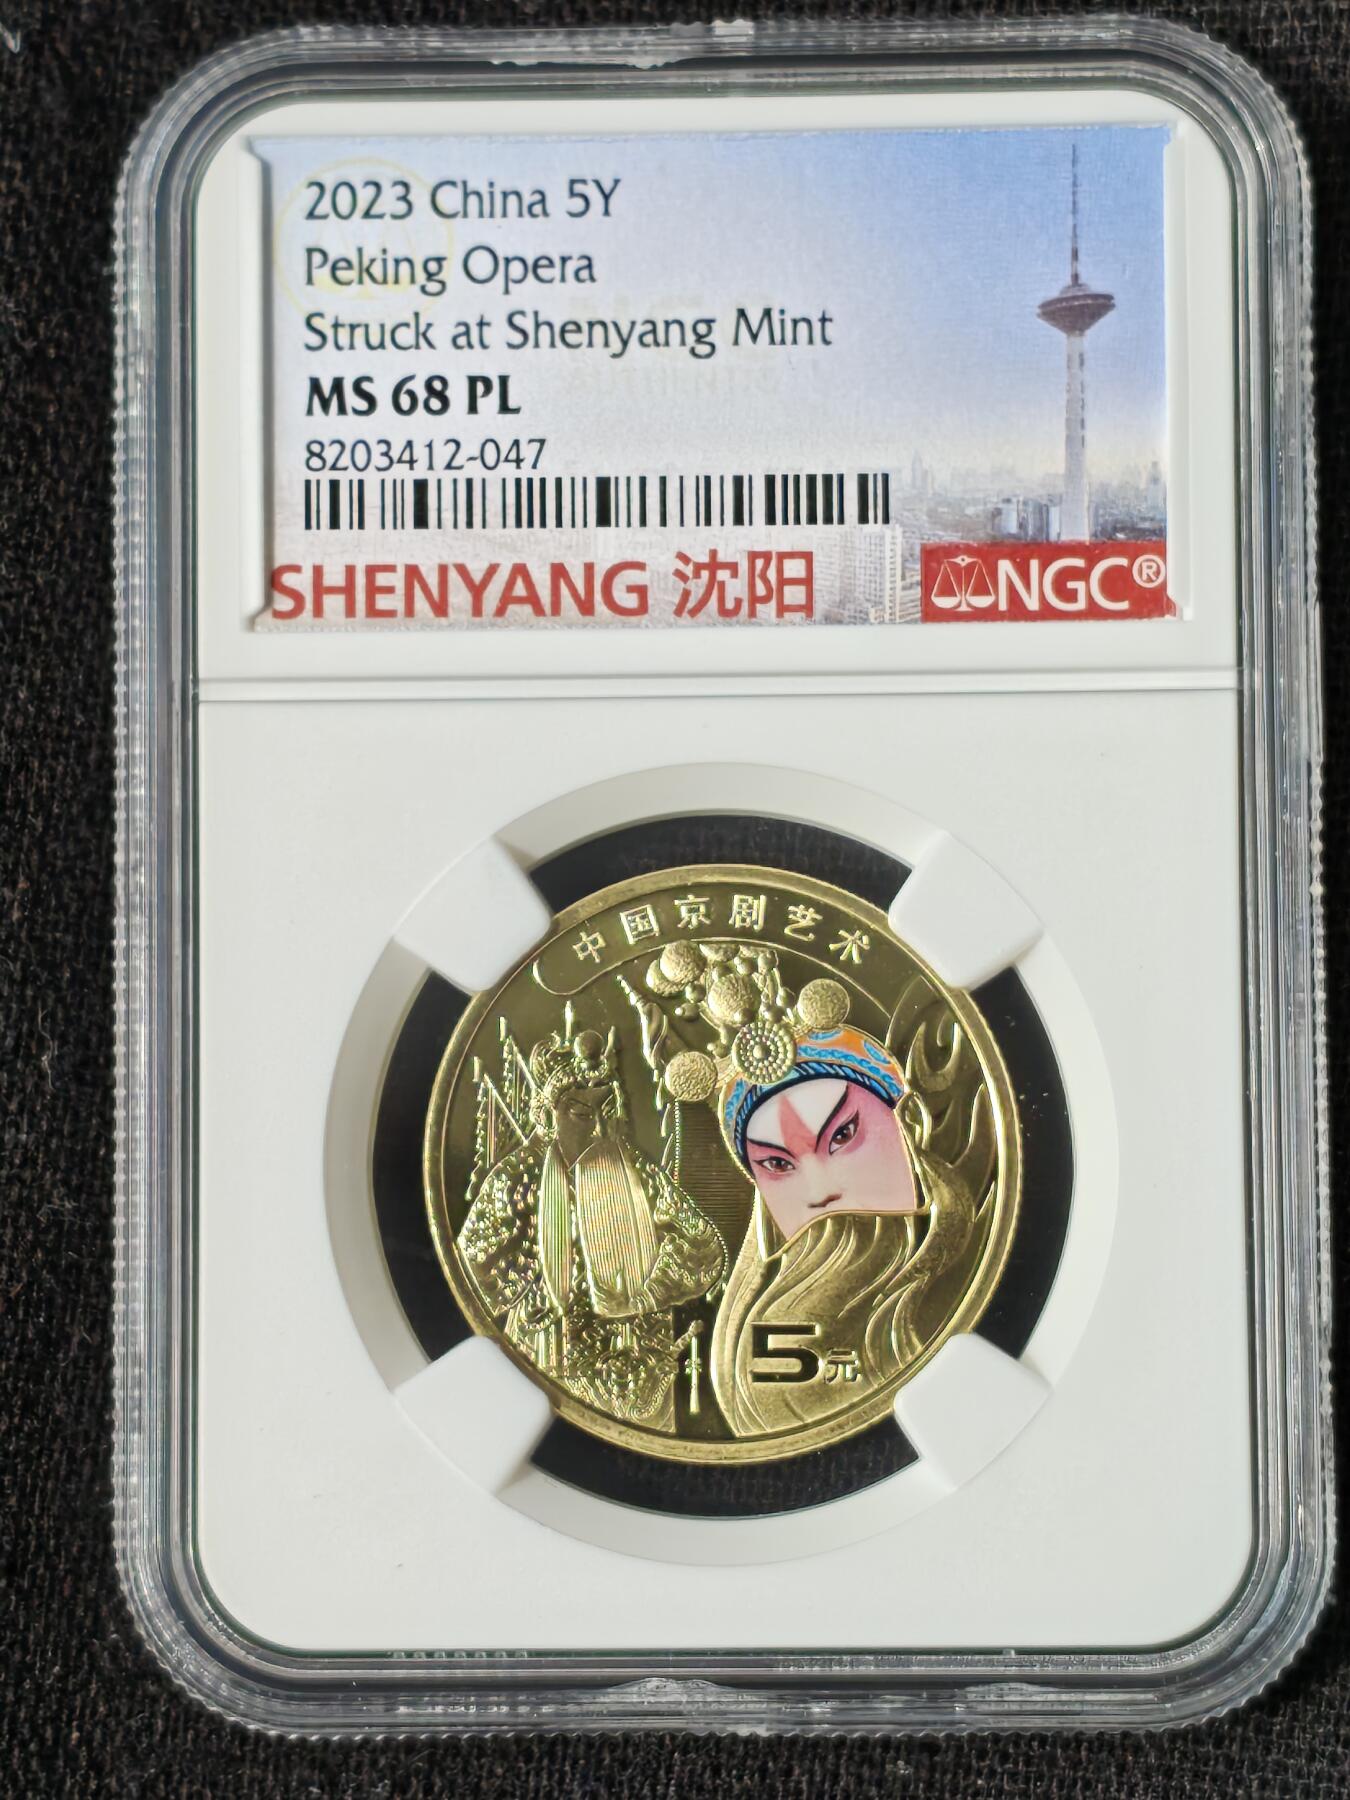 2023 China 5Y
Peking Opera
Struck at Shenyang Mint
MS 68 PL
8203412-047
SHENYANG 沈阳
NGC®
中国京剧艺术
5元